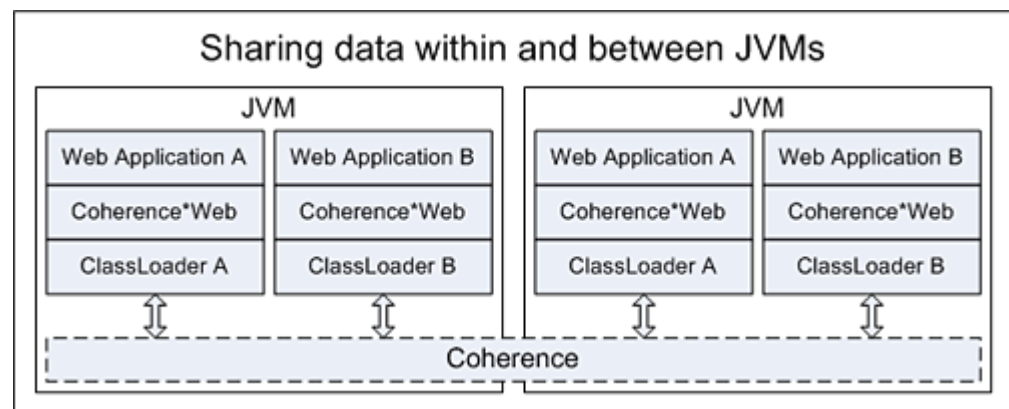 Sharing data within and between JVMs
JVM
Web Application A
Coherence*Web
ClassLoader A
Web Application B
Coherence*Web
ClassLoader B
JVM
Web Application A
Coherence*Web
ClassLoader A
Web Application B
Coherence*Web
ClassLoader B
Coherence